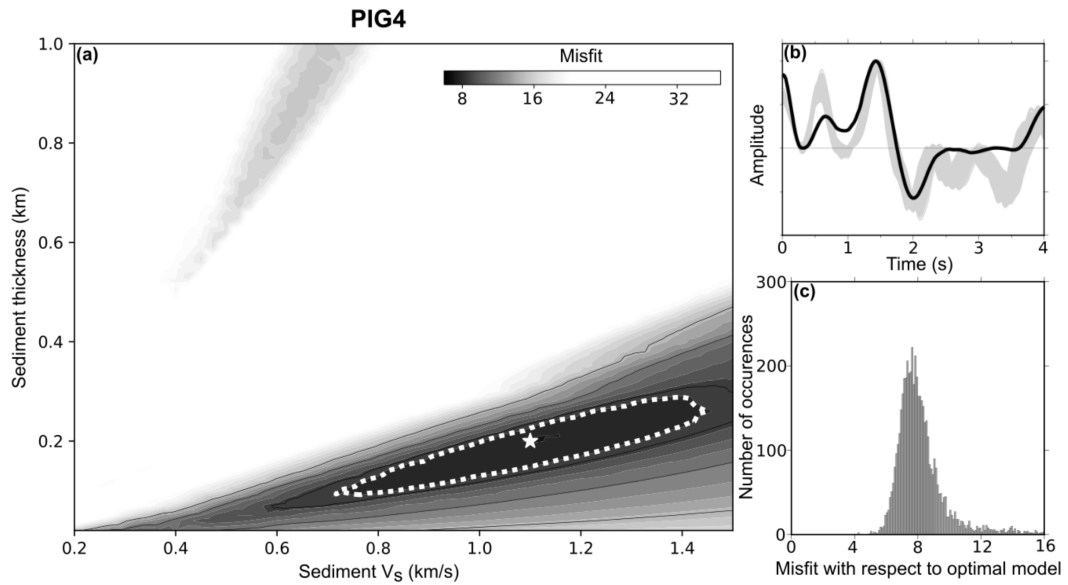 PIG4
(a)
Misfit
8 16 24 32
1.0
0.8
0.6
0.4
0.2
Sediment thickness (km)
0.2 0.4 0.6 0.8 1.0 1.2 1.4
Sediment VS (km/s)
(b)
Amplitude
0 1 2 3 4
Time (s)
(c)
300
200
100
0
Number of occurences
0 4 8 12 16
Misfit with respect to optimal model